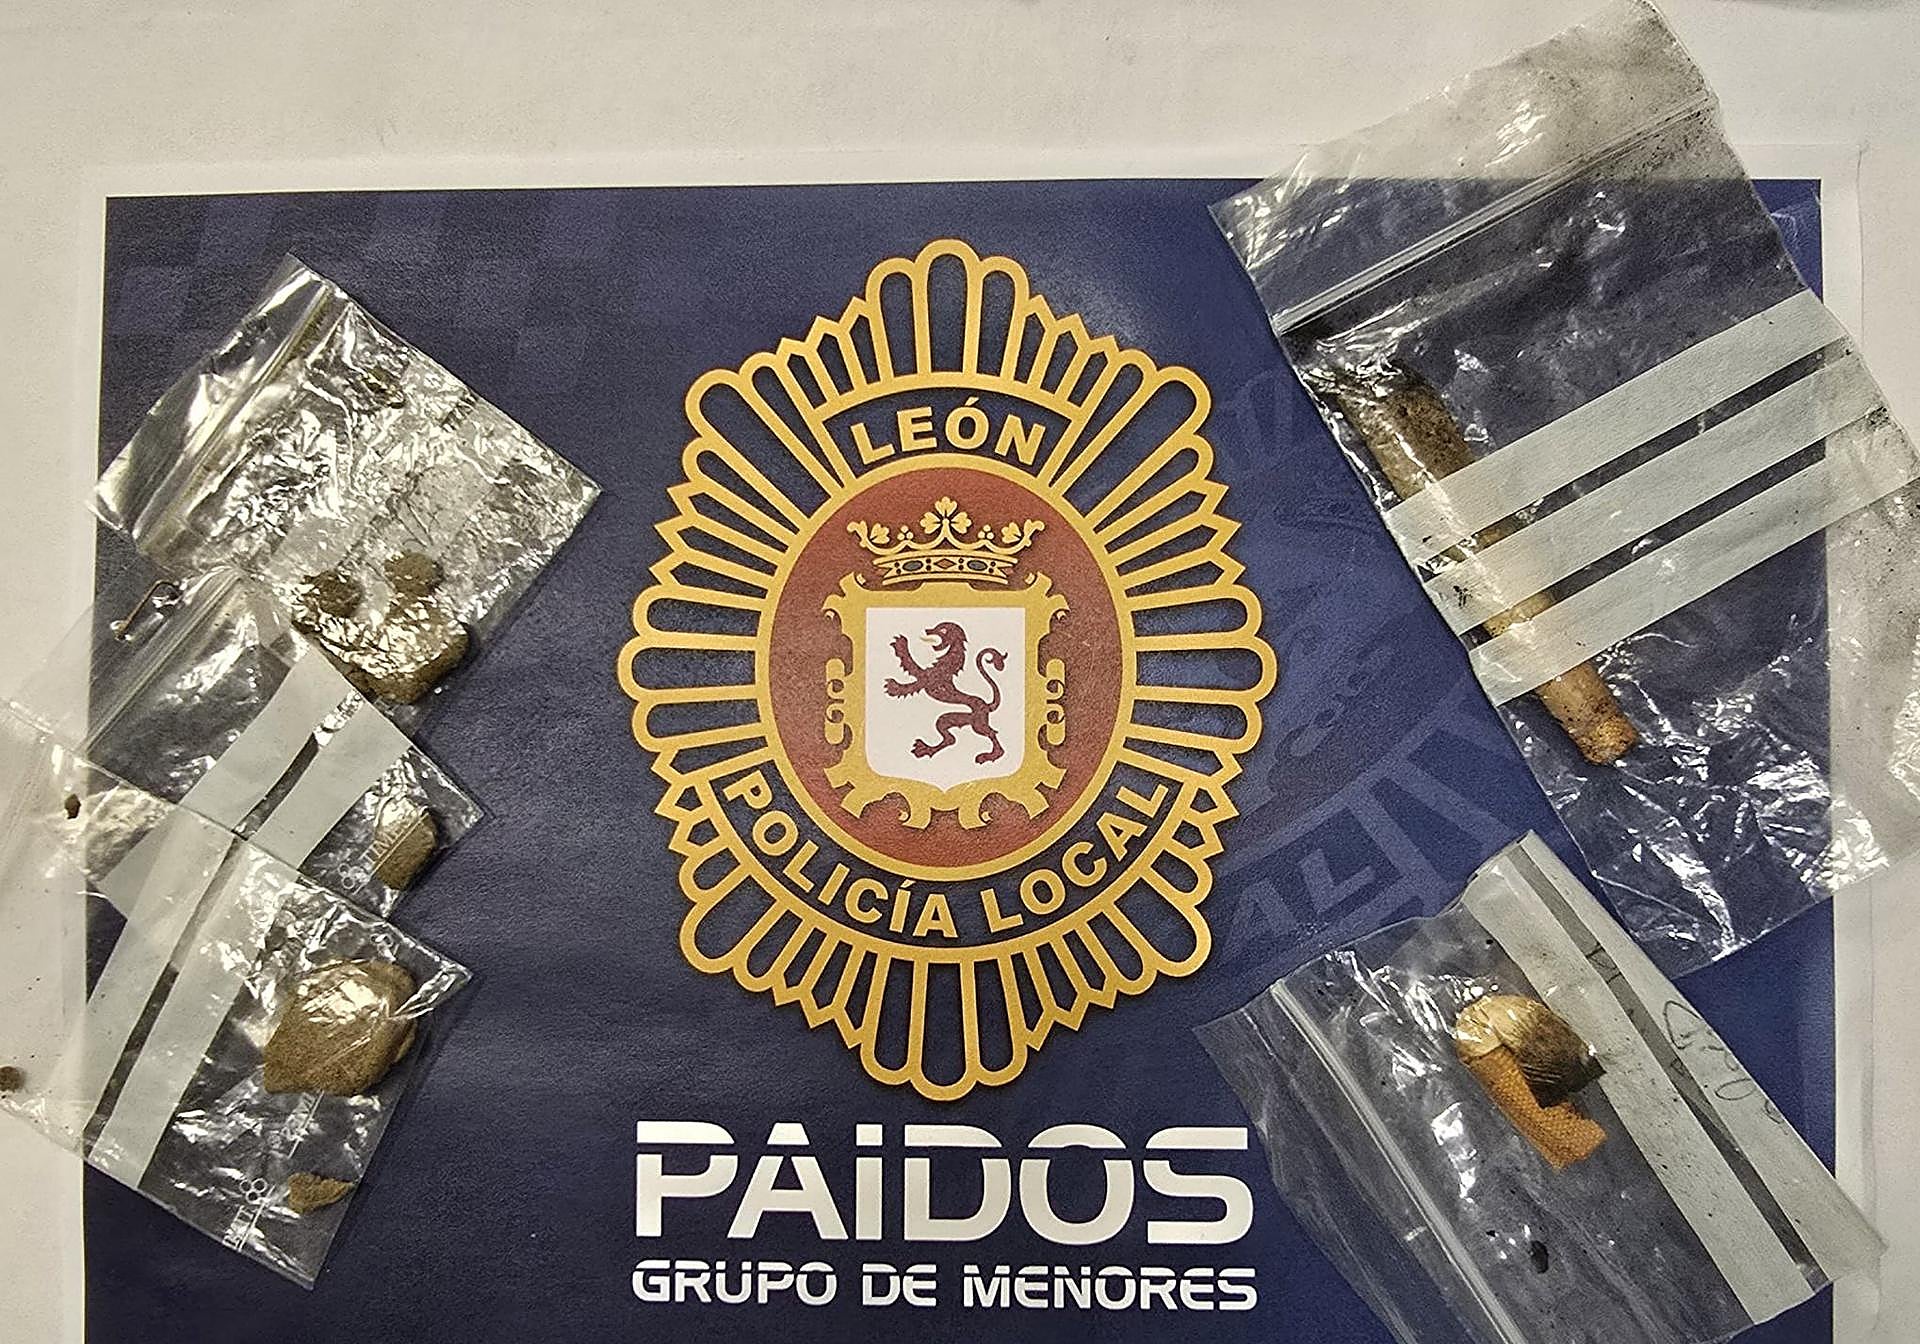 LEÓN
POLICÍA LOCAL
PAiDOS
GRUPO DE MENORES